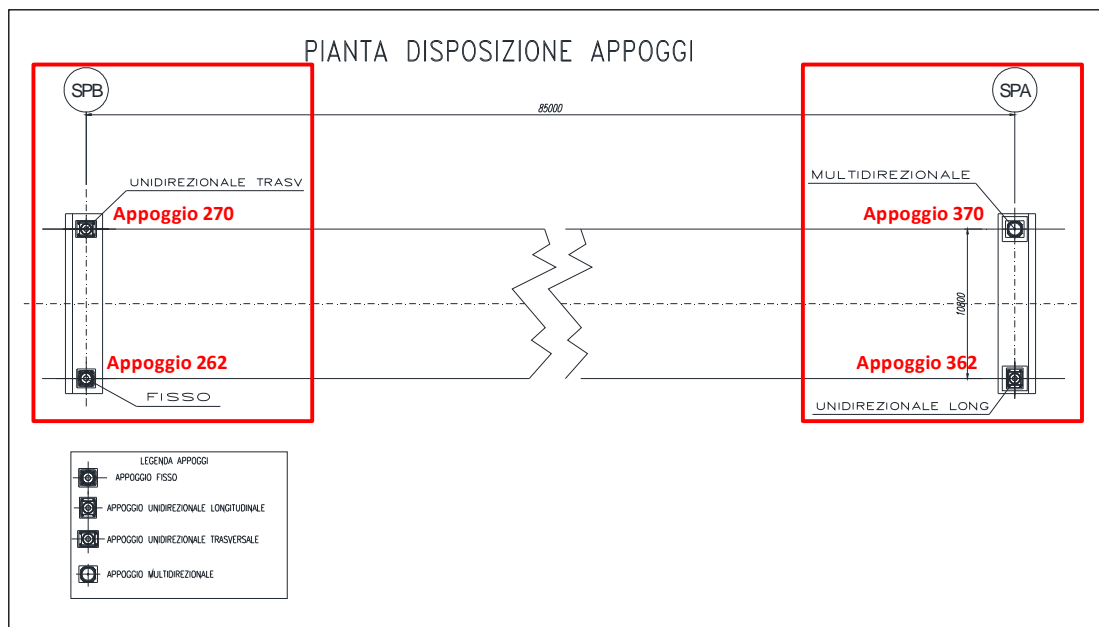 PIANTA DISPOSIZIONE APPOGGI
SPB
SPA
85000
UNIDIREZIONALE TRASV
MULTIDIREZIONALE
Appoggio 270
Appoggio 370
10800
Appoggio 262
Appoggio 362
FISSO
UNIDIREZIONALE LONG
LEGENDA APPOGGI
APPOGGIO FISSO
APPOGGIO UNIDIREZIONALE LONGITUDINALE
APPOGGIO UNIDIREZIONALE TRASVERSALE
APPOGGIO MULTIDIREZIONALE